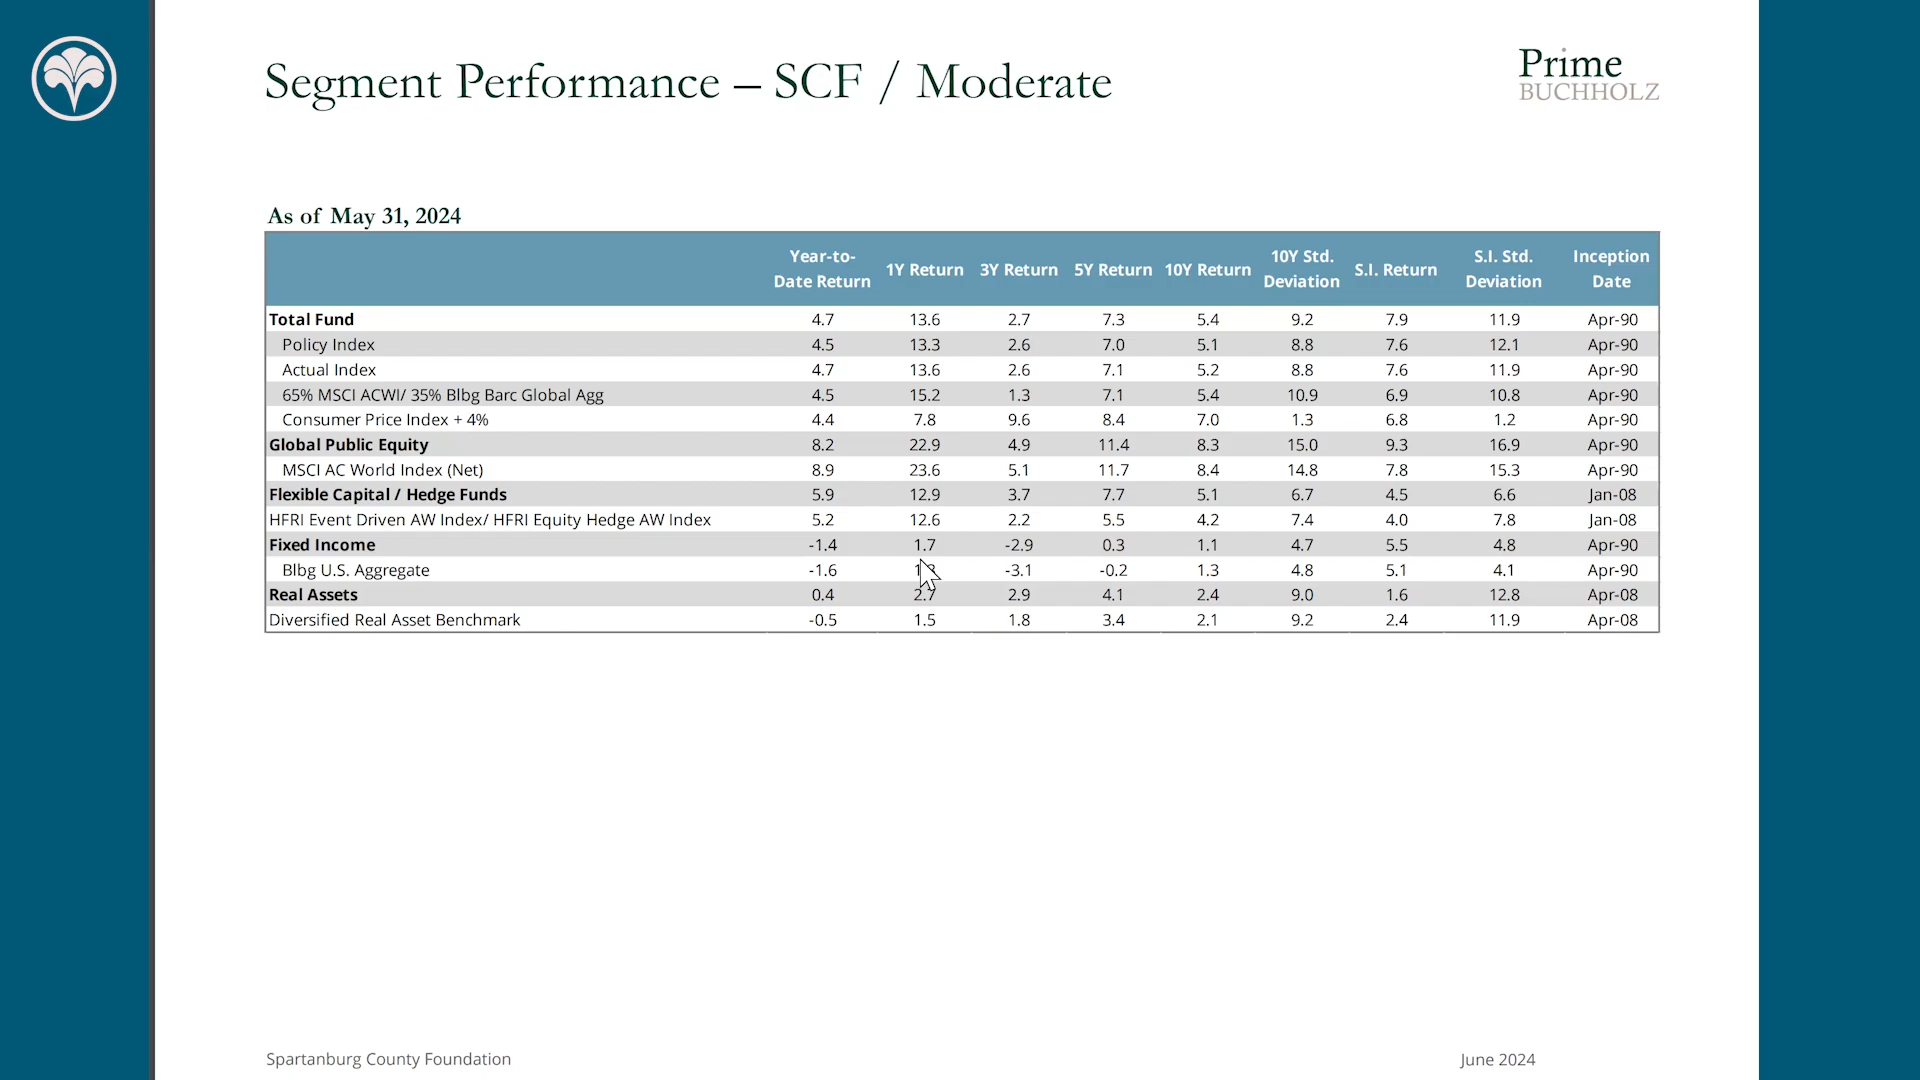 Segment Performance – SCF / Moderate
Prime
BUCHHOLZ
As of May 31, 2024
Year-to-Date Return 1Y Return 3Y Return 5Y Return 10Y Return 10Y Std. Deviation S.I. Return S.I. Std. Deviation Inception Date
Total Fund 4.7 13.6 2.7 7.3 5.4 9.2 7.9 11.9 Apr-90
Policy Index 4.5 13.3 2.6 7.0 5.1 8.8 7.6 12.1 Apr-90
Actual Index 4.7 13.6 2.6 7.1 5.2 8.8 7.6 11.9 Apr-90
65% MSCI ACWI/ 35% Blbg Barc Global Agg 4.5 15.2 1.3 7.1 5.4 10.9 6.9 10.8 Apr-90
Consumer Price Index + 4% 4.4 7.8 9.6 8.4 7.0 1.3 6.8 1.2 Apr-90
Global Public Equity 8.2 22.9 4.9 11.4 8.3 15.0 9.3 16.9 Apr-90
MSCI AC World Index (Net) 8.9 23.6 5.1 11.7 8.4 14.8 7.8 15.3 Apr-90
Flexible Capital / Hedge Funds 5.9 12.9 3.7 7.7 5.1 6.7 4.5 6.6 Jan-08
HFRI Event Driven AW Index/ HFRI Equity Hedge AW Index 5.2 12.6 2.2 5.5 4.2 7.4 4.0 7.8 Jan-08
Fixed Income -1.4 1.7 -2.9 0.3 1.1 4.7 5.5 4.8 Apr-90
Blbg U.S. Aggregate -1.6 -3.1 -0.2 1.3 4.8 5.1 4.1 Apr-90
Real Assets 0.4 2.7 2.9 4.1 2.4 9.0 1.6 12.8 Apr-08
Diversified Real Asset Benchmark -0.5 1.5 1.8 3.4 2.1 9.2 2.4 11.9 Apr-08
Spartanburg County Foundation
June 2024